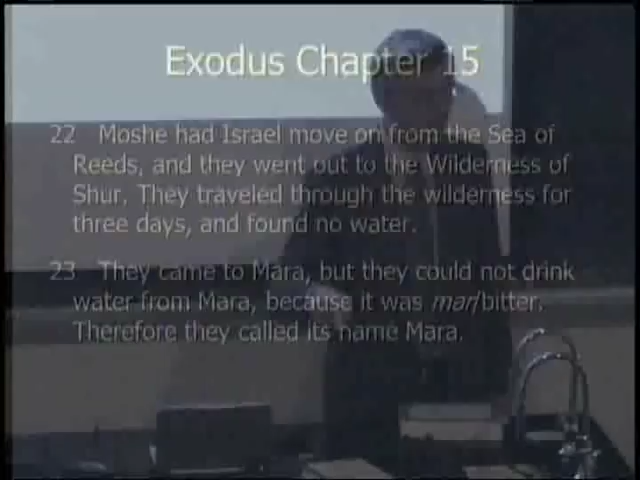 Exodus Chapter 15
22 Moshe had Israel move on from the Sea of
Reeds, and they went out to the Wilderness of
Shur. They traveled through the wilderness for
three days, and found no water.
23 They came to Mara, but they could not drink
water from Mara, because it was mar/bitter.
Therefore they called its name Mara.